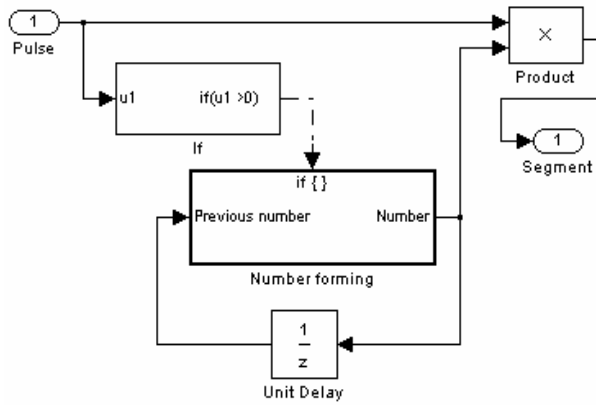 1
Pulse
u1 if(u1 >0)
If
×
Product
1
Segment
if { }
Previous number Number
Number forming
1
z
Unit Delay